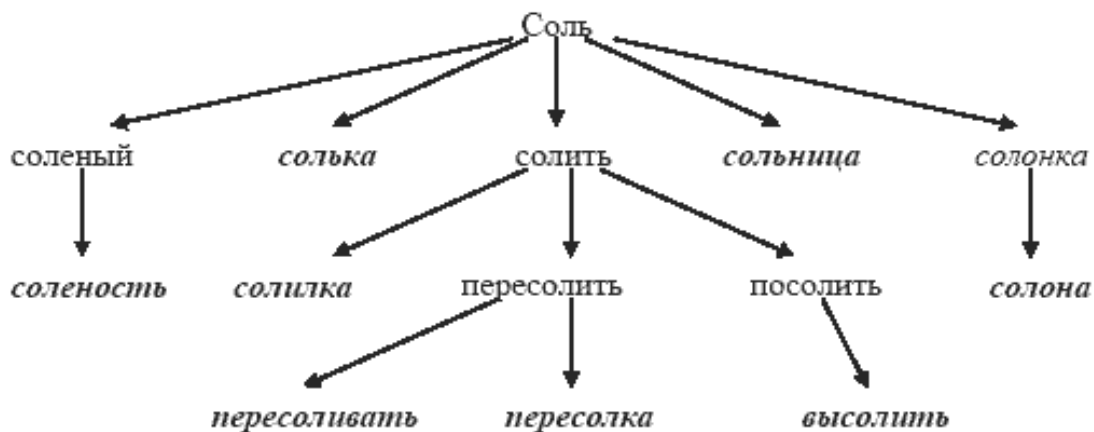 Соль
соленый солька солить сольница солонка
соленость солилка пересолить посолить солона
пересоливать пересолка высолить